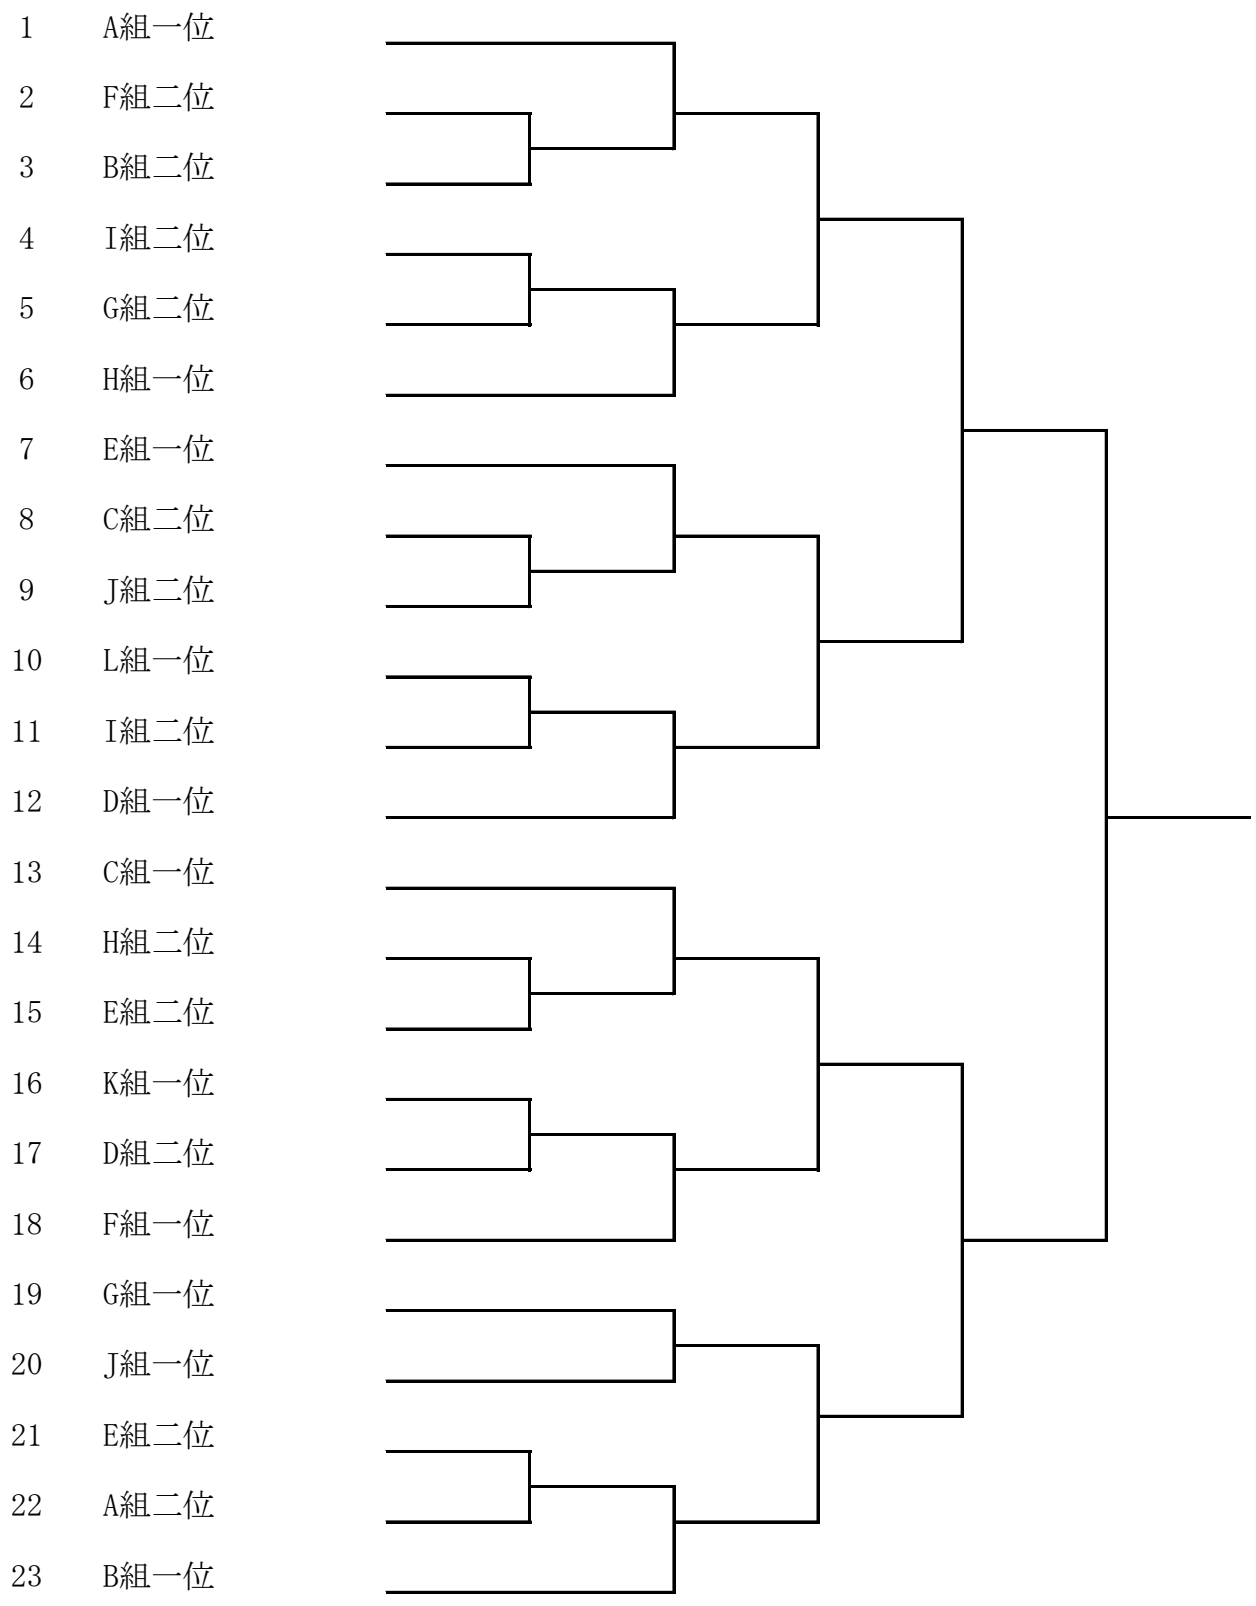 1 A組一位
2 F組二位
3 B組二位
4 I組二位
5 G組二位
6 H組一位
7 E組一位
8 C組二位
9 J組二位
10 L組一位
11 I組二位
12 D組一位
13 C組一位
14 H組二位
15 E組二位
16 K組一位
17 D組二位
18 F組一位
19 G組一位
20 J組一位
21 E組二位
22 A組二位
23 B組一位